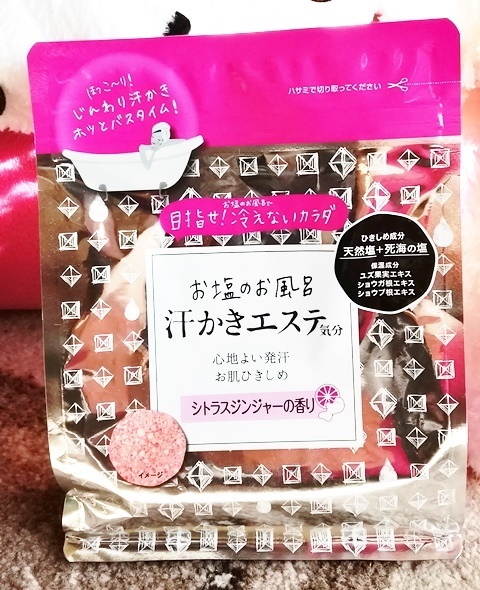 ハサミで切り取ってください
ぽっこ〜り!
じんわり汗かき
ホッとバスタイム!
お塩のお風呂で
目指せ!冷えないカラダ
ひきしめ成分
天然塩+死海の塩
保湿成分
ユズ果実エキス
ショウガ根エキス
ショウブ根エキス
お塩のお風呂
汗かきエステ気分
心地よい発汗
お肌ひきしめ
シトラスジンジャーの香り
イメージ